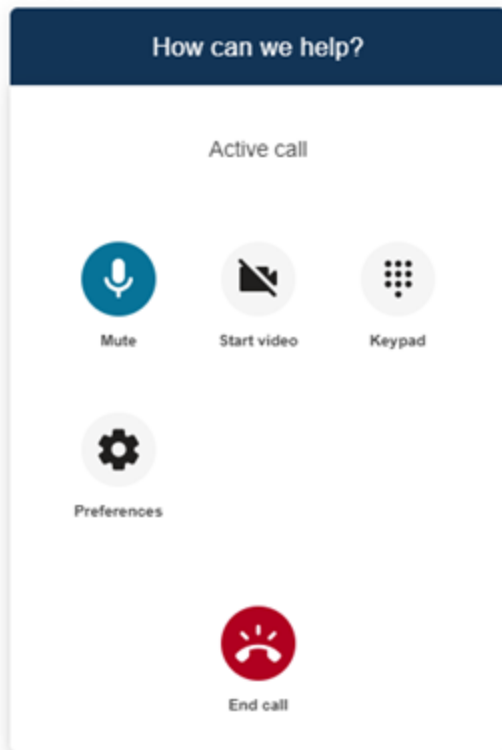 How can we help?
Active call
Mute Start video Keypad
Preferences
End call